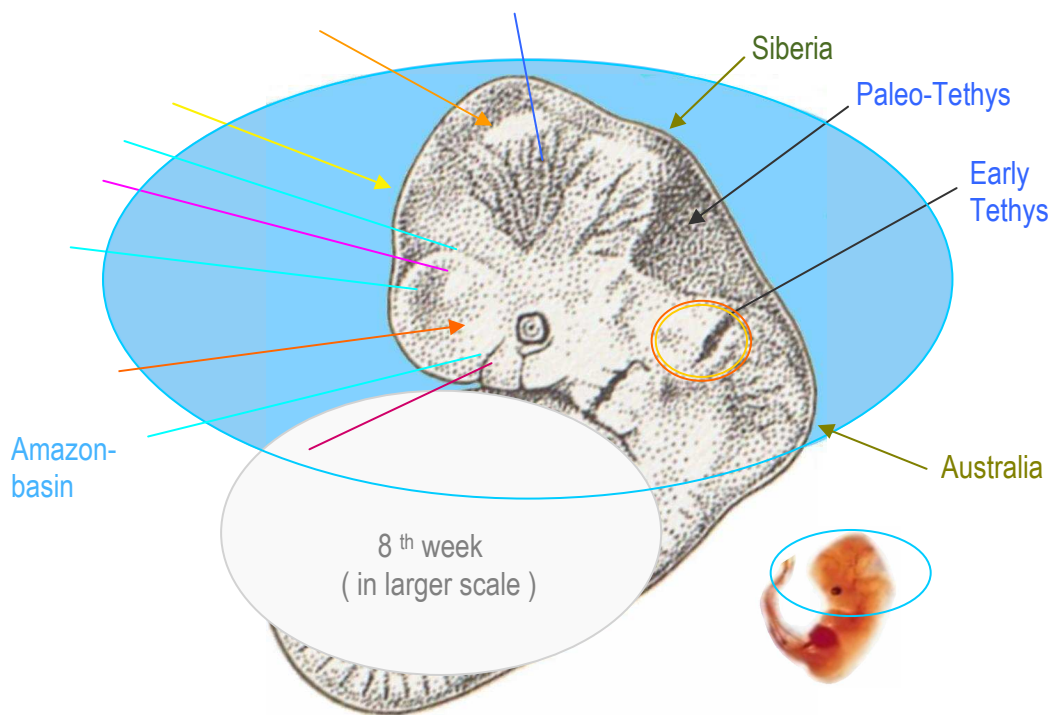 Siberia
Paleo-Tethys
Early
Tethys
Amazon-
basin
Australia
8 th week
( in larger scale )